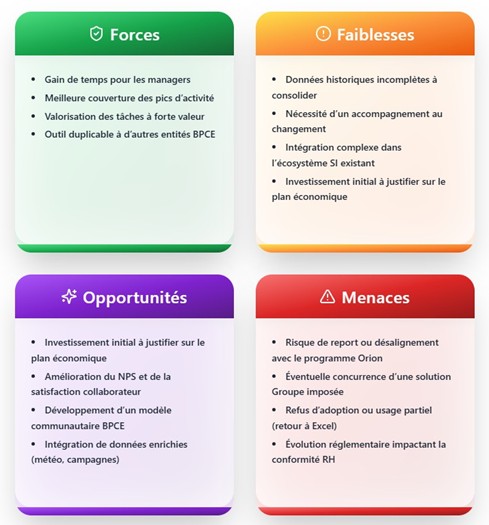 Forces
• Gain de temps pour les managers
• Meilleure couverture des pics d'activité
• Valorisation des tâches à forte valeur
• Outil duplicable à d'autres entités BPCE
Faiblesses
• Données historiques incomplètes à
consolider
• Nécessité d'un accompagnement au
changement
• Intégration complexe dans
l'écosystème SI existant
• Investissement initial à justifier sur le
plan économique
Opportunités
• Investissement initial à justifier sur le
plan économique
• Amélioration du NPS et de la
satisfaction collaborateur
• Développement d'un modèle
communautaire BPCE
• Intégration de données enrichies
(météo, campagnes)
Menaces
• Risque de report ou désalignement
avec le programme Orion
• Éventuelle concurrence d'une solution
Groupe imposée
• Refus d'adoption ou usage partiel
(retour à Excel)
• Évolution réglementaire impactant la
conformité RH